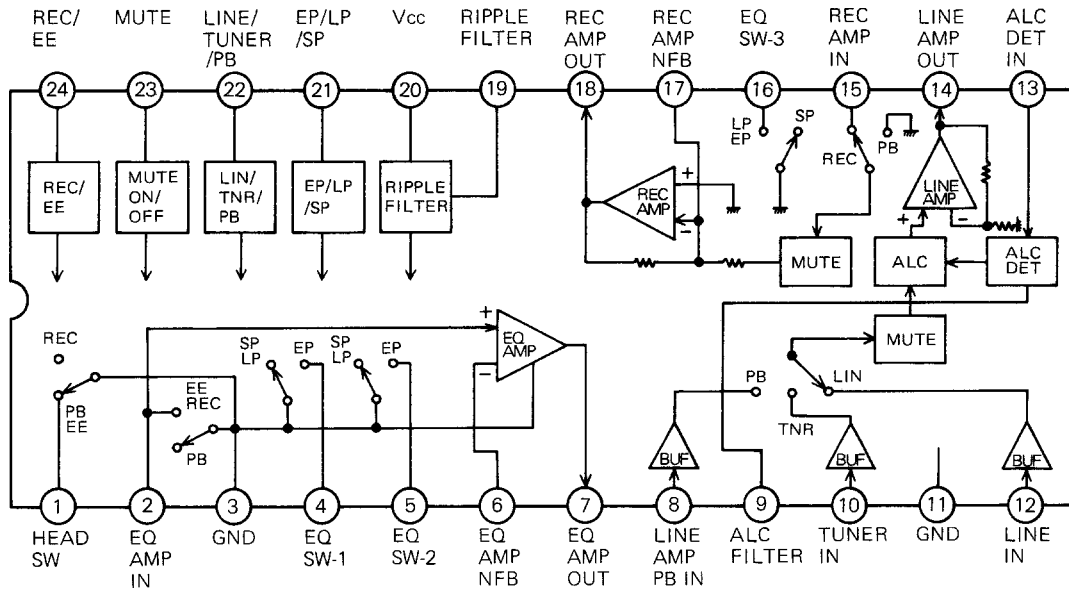 REC/
EE
MUTE
LINE/
TUNER
/PB
EP/LP
/SP
Vcc
RIPPLE
FILTER
REC
AMP
OUT
REC
AMP
NFB
EQ
SW-3
REC
AMP
IN
LINE
AMP
OUT
ALC
DET
IN
24
23
22
21
20
19
18
17
16
15
14
13
REC/
EE
MUTE
ON/
OFF
LIN/
TNR/
PB
EP/LP
/SP
RIPPLE
FILTER
REC
AMP
+
-
LP
EP
SP
REC
PB
LINE
AMP
+
-
MUTE
ALC
ALC
DET
MUTE
REC
PB
EE
EE
REC
PB
SP
LP
EP
SP
LP
EP
+
-
EQ
AMP
PB
LIN
TNR
BUF
BUF
BUF
1
2
3
4
5
6
7
8
9
10
11
12
HEAD
SW
EQ
AMP
IN
GND
EQ
SW-1
EQ
SW-2
EQ
AMP
NFB
EQ
AMP
OUT
LINE
AMP
PB IN
ALC
FILTER
TUNER
IN
GND
LINE
IN